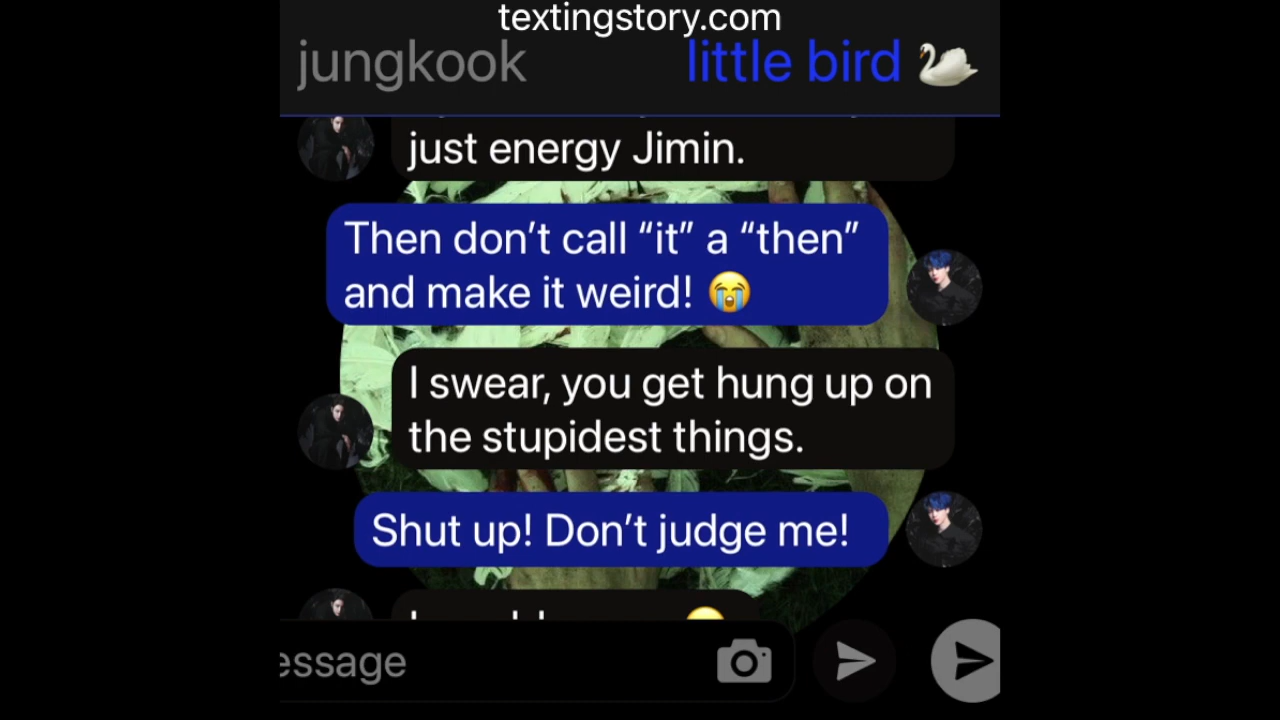 textingstory.com
jungkook little bird 🦢
just energy Jimin.
Then don’t call “it” a “then”
and make it weird! 😭
I swear, you get hung up on
the stupidest things.
Shut up! Don’t judge me!
essage